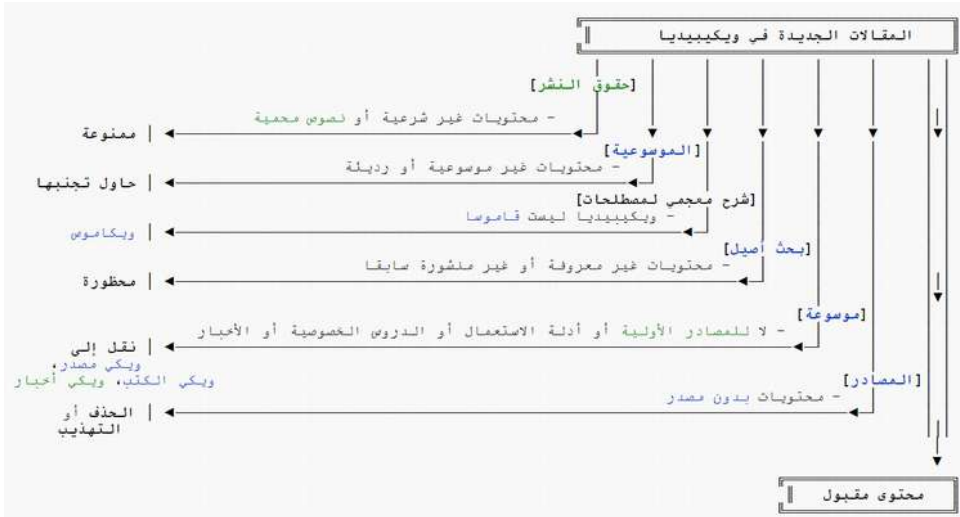 المقالات الجديدة في ويكيبيديا
[حقوق النشر]
- محتويات غير شرعية أو نصوص محمية
ممنوعة
[الموسوعية]
- محتويات غير موسوعية أو رديئة
حاول تجنبها
[شرح معجمي لمصطلحات]
- ويكيبيديا ليست قاموسا
ويكاموس
[بحث أصيل]
- محتويات غير معروفة أو غير منشورة سابقا
محظورة
[موسوعة]
- لا للمصادر الأولية أو أدلة الاستعمال أو الدروس الخصوصية أو الأخبار
نقل إلى
ويكي مصدر،
ويكي الكتب، ويكي أخبار
[المصادر]
- محتويات بدون مصدر
الحذف أو
التهذيب
محتوى مقبول